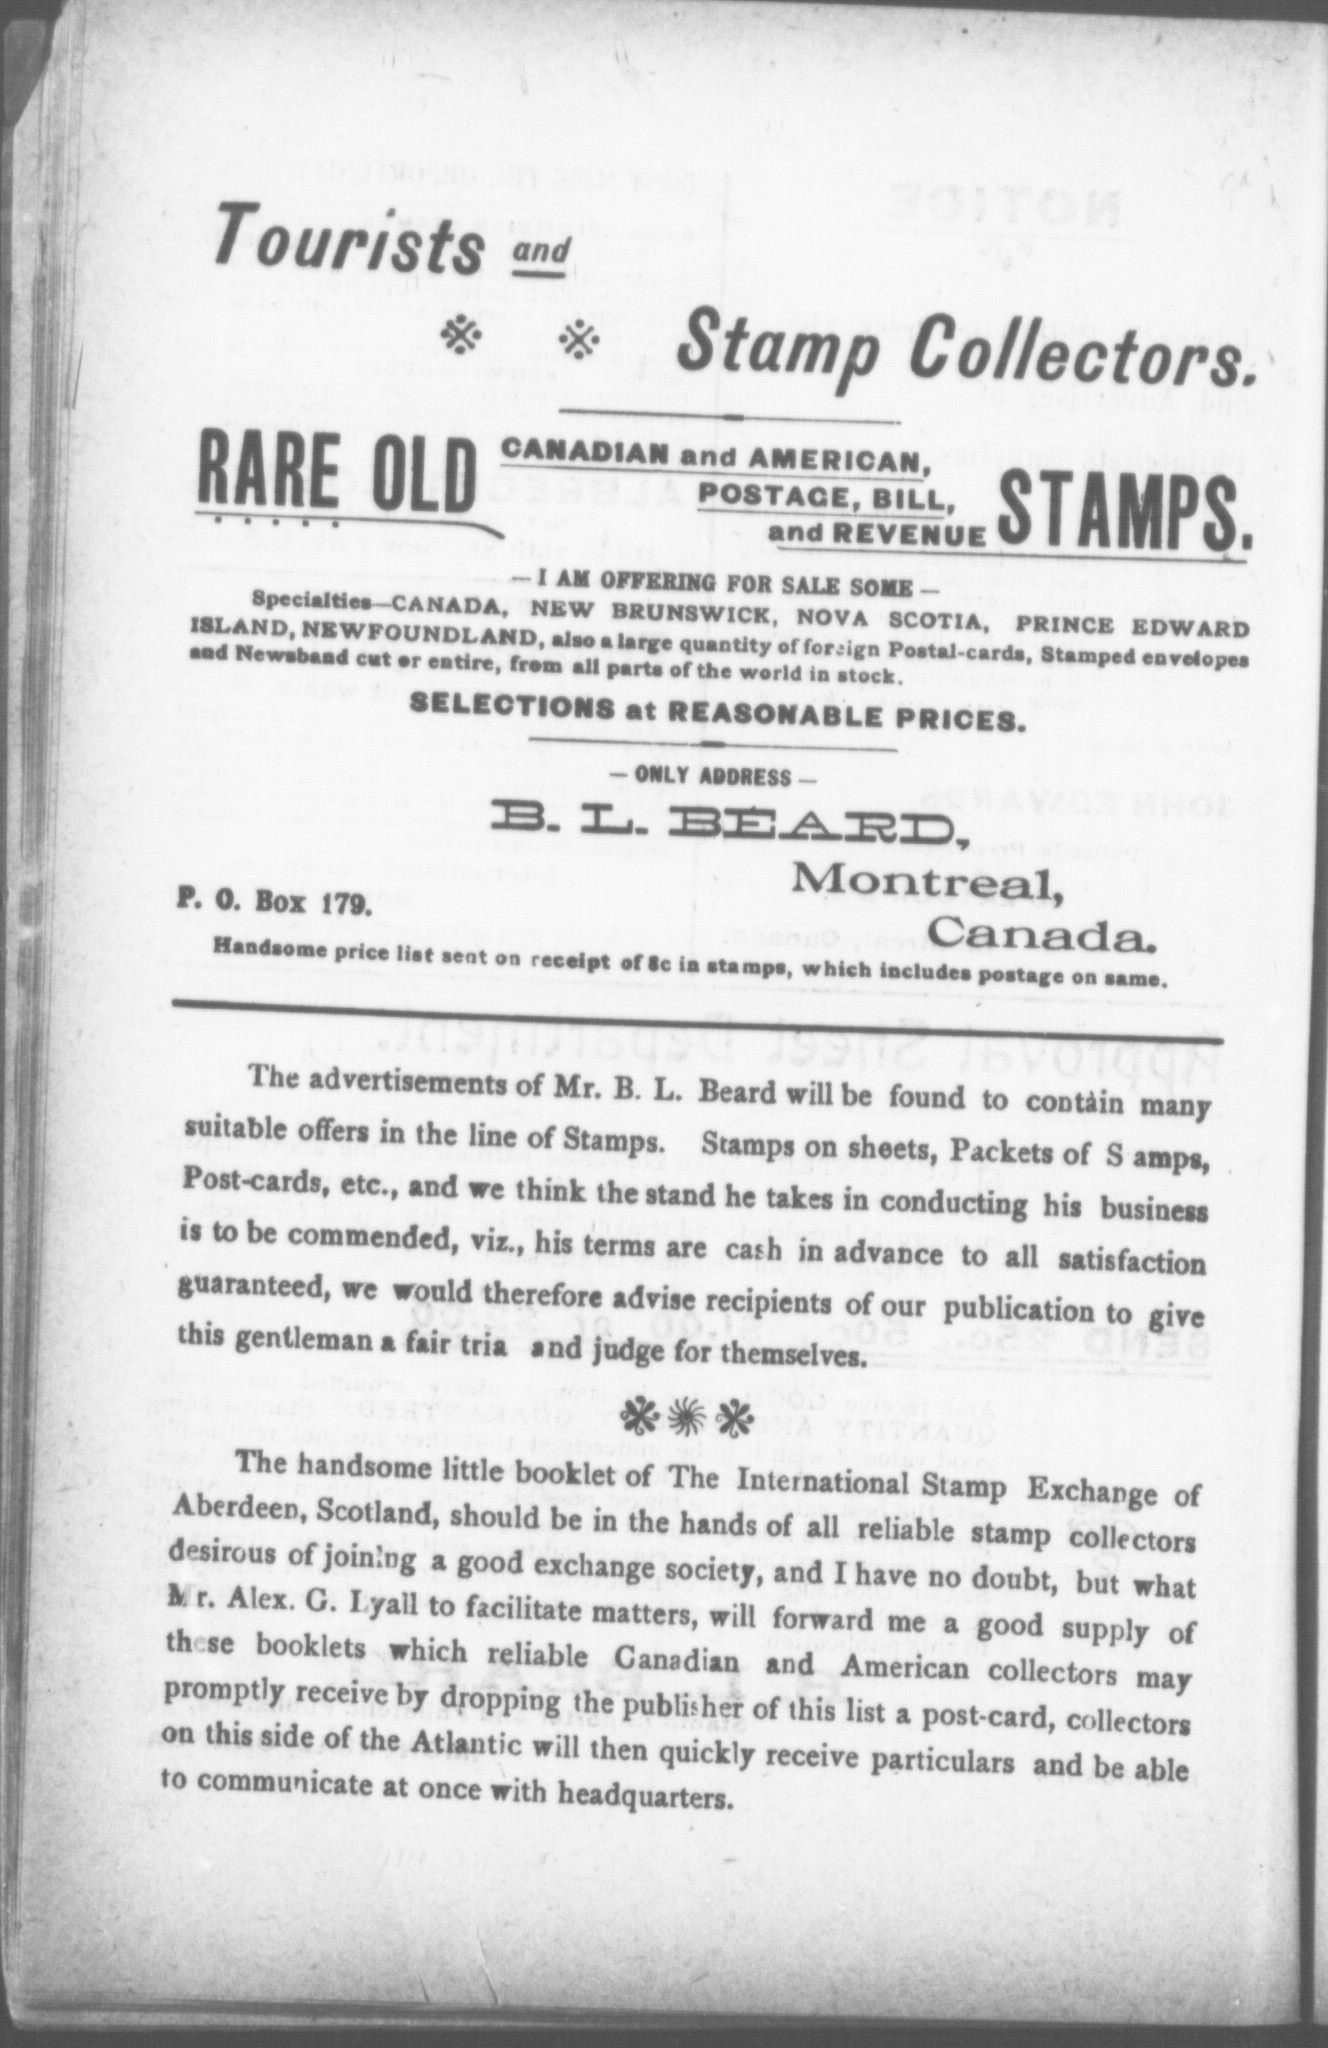 Tourists and
Stamp Collectors.
RARE OLD CANADIAN and AMERICAN, POSTAGE, BILL, and REVENUE STAMPS.
— I AM OFFERING FOR SALE SOME —
Specialties—CANADA, NEW BRUNSWICK, NOVA SCOTIA, PRINCE EDWARD
ISLAND, NEWFOUNDLAND, also a large quantity of foreign Postal-cards, Stamped envelopes
and Newsband cut or entire, from all parts of the world in stock.
SELECTIONS at REASONABLE PRICES.
— ONLY ADDRESS —
B. L. BEARD,
Montreal,
P. O. Box 179.
Canada.
Handsome price list sent on receipt of 8c in stamps, which includes postage on same.
The advertisements of Mr. B. L. Beard will be found to contain many
suitable offers in the line of Stamps. Stamps on sheets, Packets of S amps,
Post-cards, etc., and we think the stand he takes in conducting his business
is to be commended, viz., his terms are cash in advance to all satisfaction
guaranteed, we would therefore advise recipients of our publication to give
this gentleman a fair tria and judge for themselves.
The handsome little booklet of The International Stamp Exchange of
Aberdeen, Scotland, should be in the hands of all reliable stamp collectors
desirous of joining a good exchange society, and I have no doubt, but what
Mr. Alex. G. Lyall to facilitate matters, will forward me a good supply of
these booklets which reliable Canadian and American collectors may
promptly receive by dropping the publisher of this list a post-card, collectors
on this side of the Atlantic will then quickly receive particulars and be able
to communicate at once with headquarters.